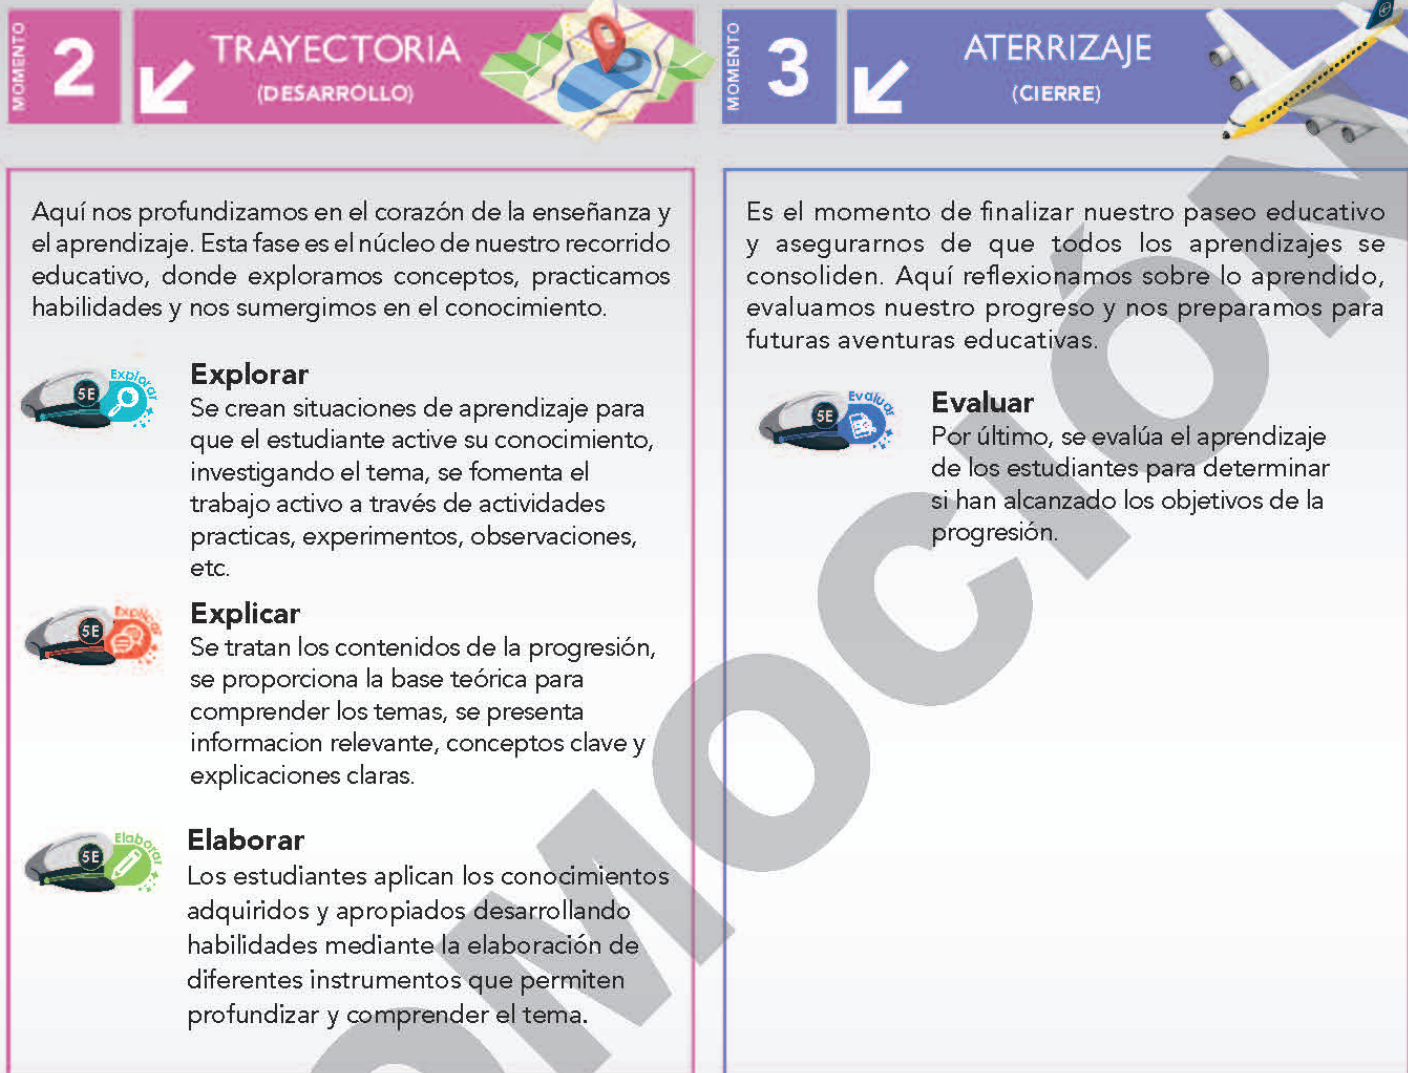 MOMENTO
2
TRAYECTORIA
(DESARROLLO)
Aquí nos profundizamos en el corazón de la enseñanza y
el aprendizaje. Esta fase es el núcleo de nuestro recorrido
educativo, donde exploramos conceptos, practicamos
habilidades y nos sumergimos en el conocimiento.
5E
Explorar
Explorar
Se crean situaciones de aprendizaje para
que el estudiante active su conocimiento,
investigando el tema, se fomenta el
trabajo activo a través de actividades
practicas, experimentos, observaciones,
etc.
5E
Explicar
Explicar
Se tratan los contenidos de la progresión,
se proporciona la base teórica para
comprender los temas, se presenta
informacion relevante, conceptos clave y
explicaciones claras.
5E
Elaborar
Elaborar
Los estudiantes aplican los conocimientos
adquiridos y apropiados desarrollando
habilidades mediante la elaboración de
diferentes instrumentos que permiten
profundizar y comprender el tema.
MOMENTO
3
ATERRIZAJE
(CIERRE)
Es el momento de finalizar nuestro paseo educativo
y asegurarnos de que todos los aprendizajes se
consoliden. Aquí reflexionamos sobre lo aprendido,
evaluamos nuestro progreso y nos preparamos para
futuras aventuras educativas.
5E
Evaluar
Evaluar
Por último, se evalúa el aprendizaje
de los estudiantes para determinar
si han alcanzado los objetivos de la
progresión.
OMOCIÓN